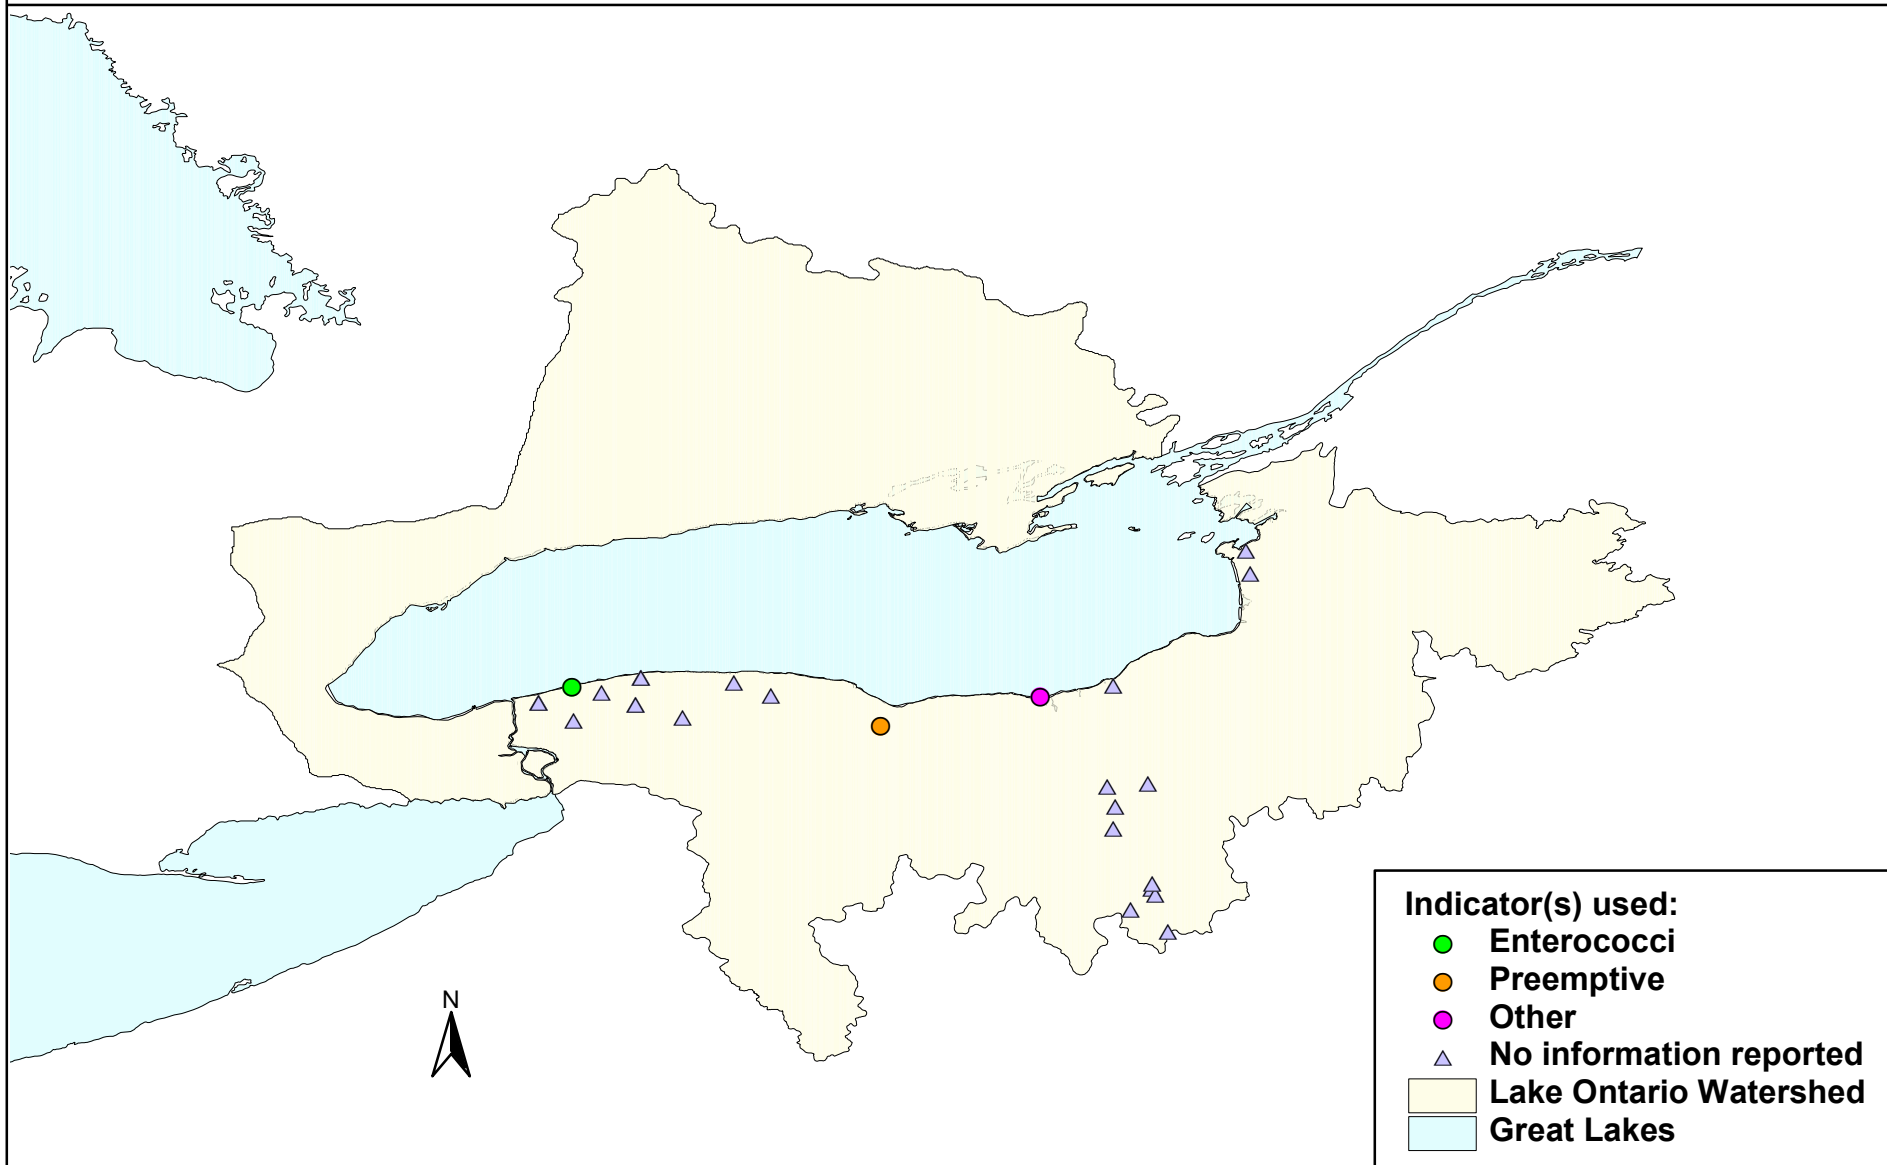 N
Indicator(s) used:
Enterococci
Preemptive
Other
No information reported
Lake Ontario Watershed
Great Lakes